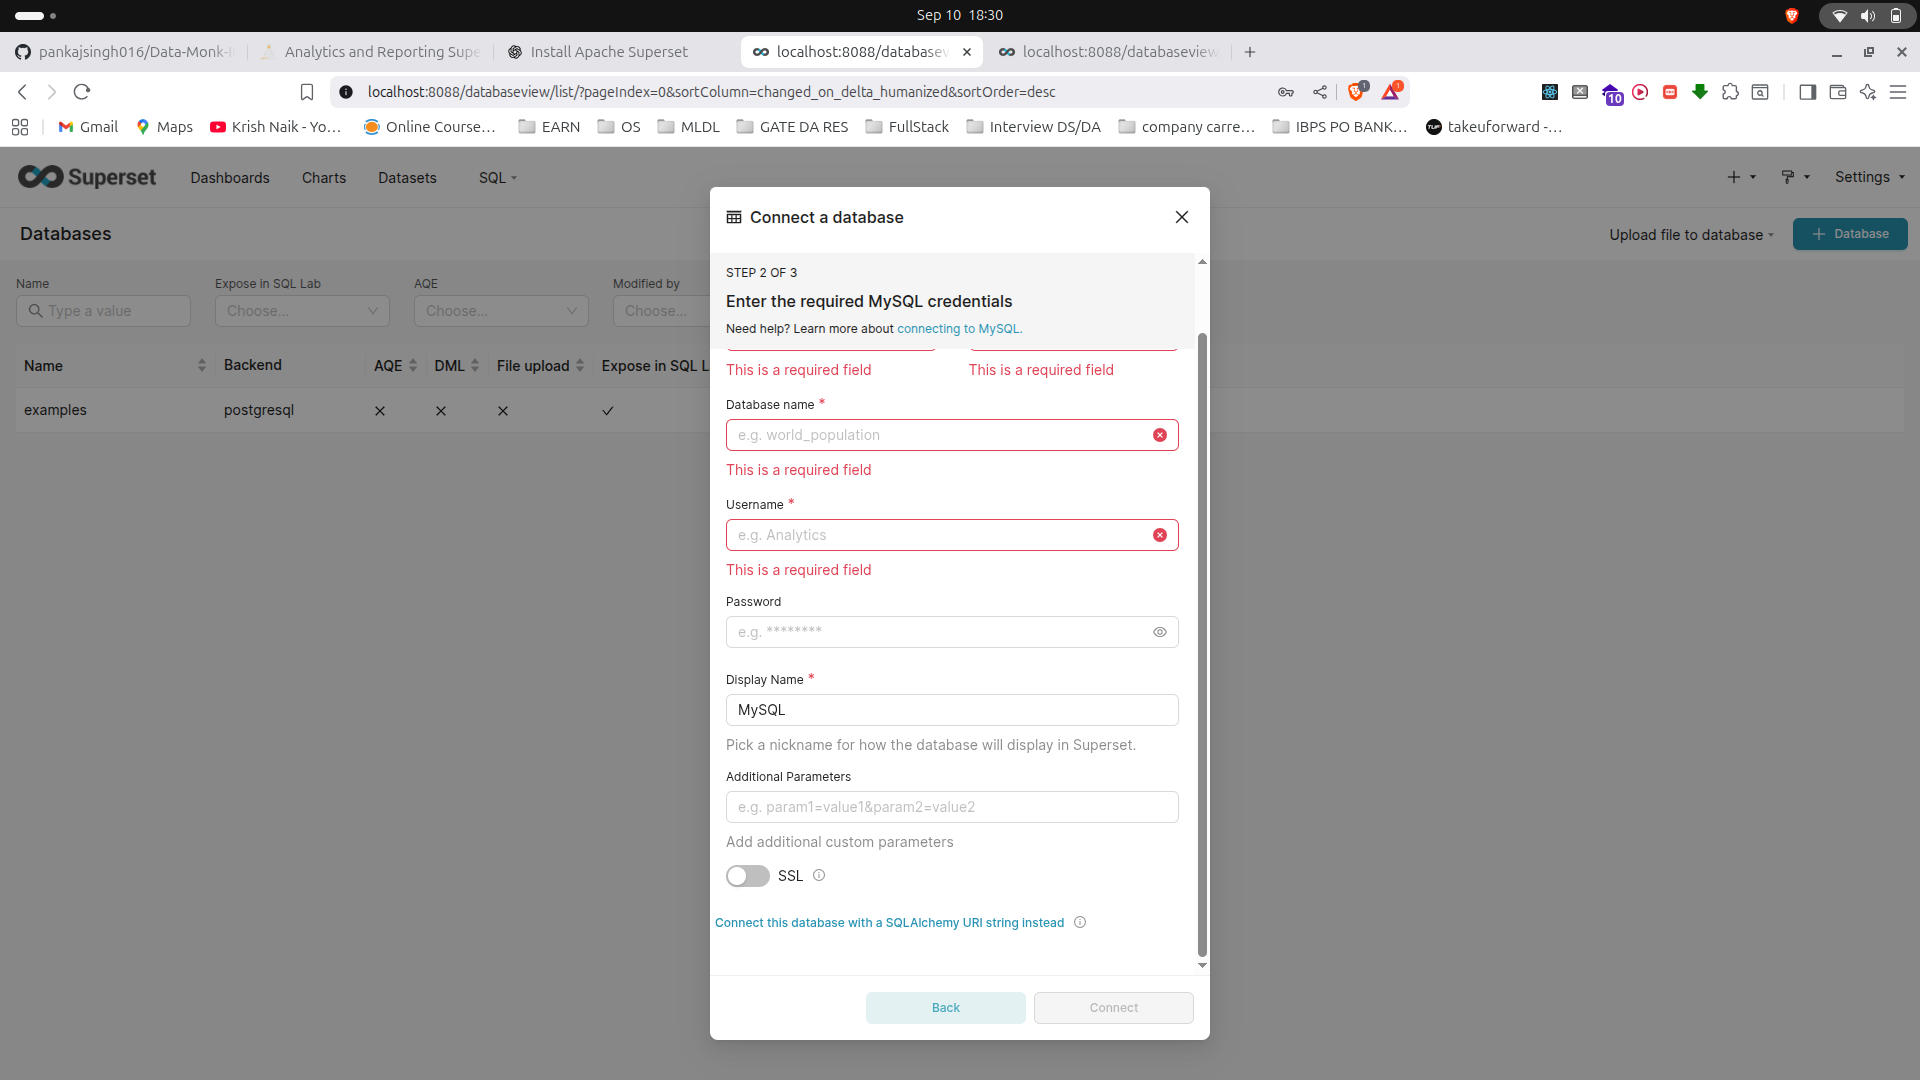 Sep 10 18:30
pankajsingh016/Data-Monk-I
Analytics and Reporting Supe
Install Apache Superset
localhost:8088/databasev
localhost:8088/databaseview
localhost:8088/databaseview/list/?pageIndex=0&sortColumn=changed_on_delta_humanized&sortOrder=desc
1
1
10
Gmail
Maps
Krish Naik - Yo...
Online Course...
EARN
OS
MLDL
GATE DA RES
FullStack
Interview DS/DA
company carre...
IBPS PO BANK...
TUF
takeuforward -...
Superset
Dashboards
Charts
Datasets
SQL
Settings
Databases
Upload file to database
Database
Name
Expose in SQL Lab
AQE
Modified by
Type a value
Choose...
Choose...
Choose...
Name
Backend
AQE
DML
File upload
Expose in SQL L
examples
postgresql
Connect a database
STEP 2 OF 3
Enter the required MySQL credentials
Need help? Learn more about connecting to MySQL.
This is a required field
This is a required field
Database name *
e.g. world_population
This is a required field
Username *
e.g. Analytics
This is a required field
Password
e.g. ********
Display Name *
MySQL
Pick a nickname for how the database will display in Superset.
Additional Parameters
e.g. param1=value1&param2=value2
Add additional custom parameters
SSL
Connect this database with a SQLAlchemy URI string instead
Back
Connect